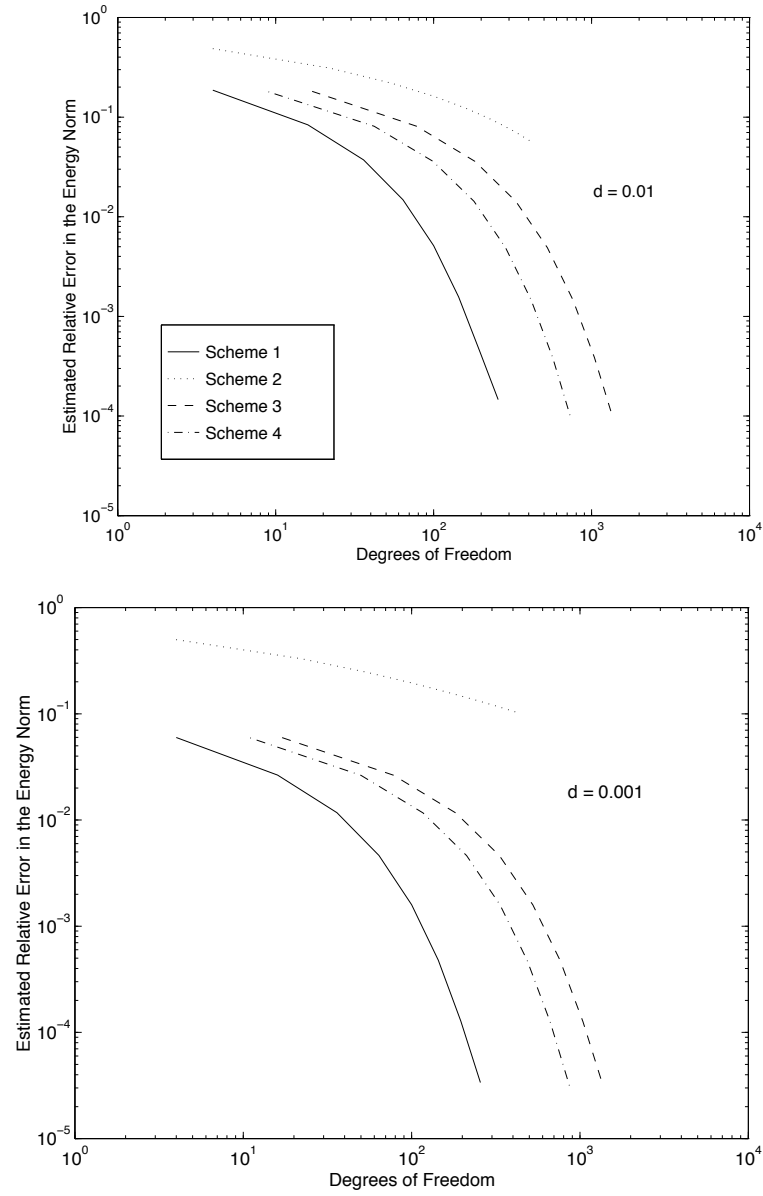 10^0
10^-1
10^-2
10^-3
10^-4
10^-5
Estimated Relative Error in the Energy Norm
d = 0.01
Scheme 1
Scheme 2
Scheme 3
Scheme 4
10^0 10^1 10^2 10^3 10^4
Degrees of Freedom
10^0
10^-1
10^-2
10^-3
10^-4
10^-5
Estimated Relative Error in the Energy Norm
d = 0.001
10^0 10^1 10^2 10^3 10^4
Degrees of Freedom